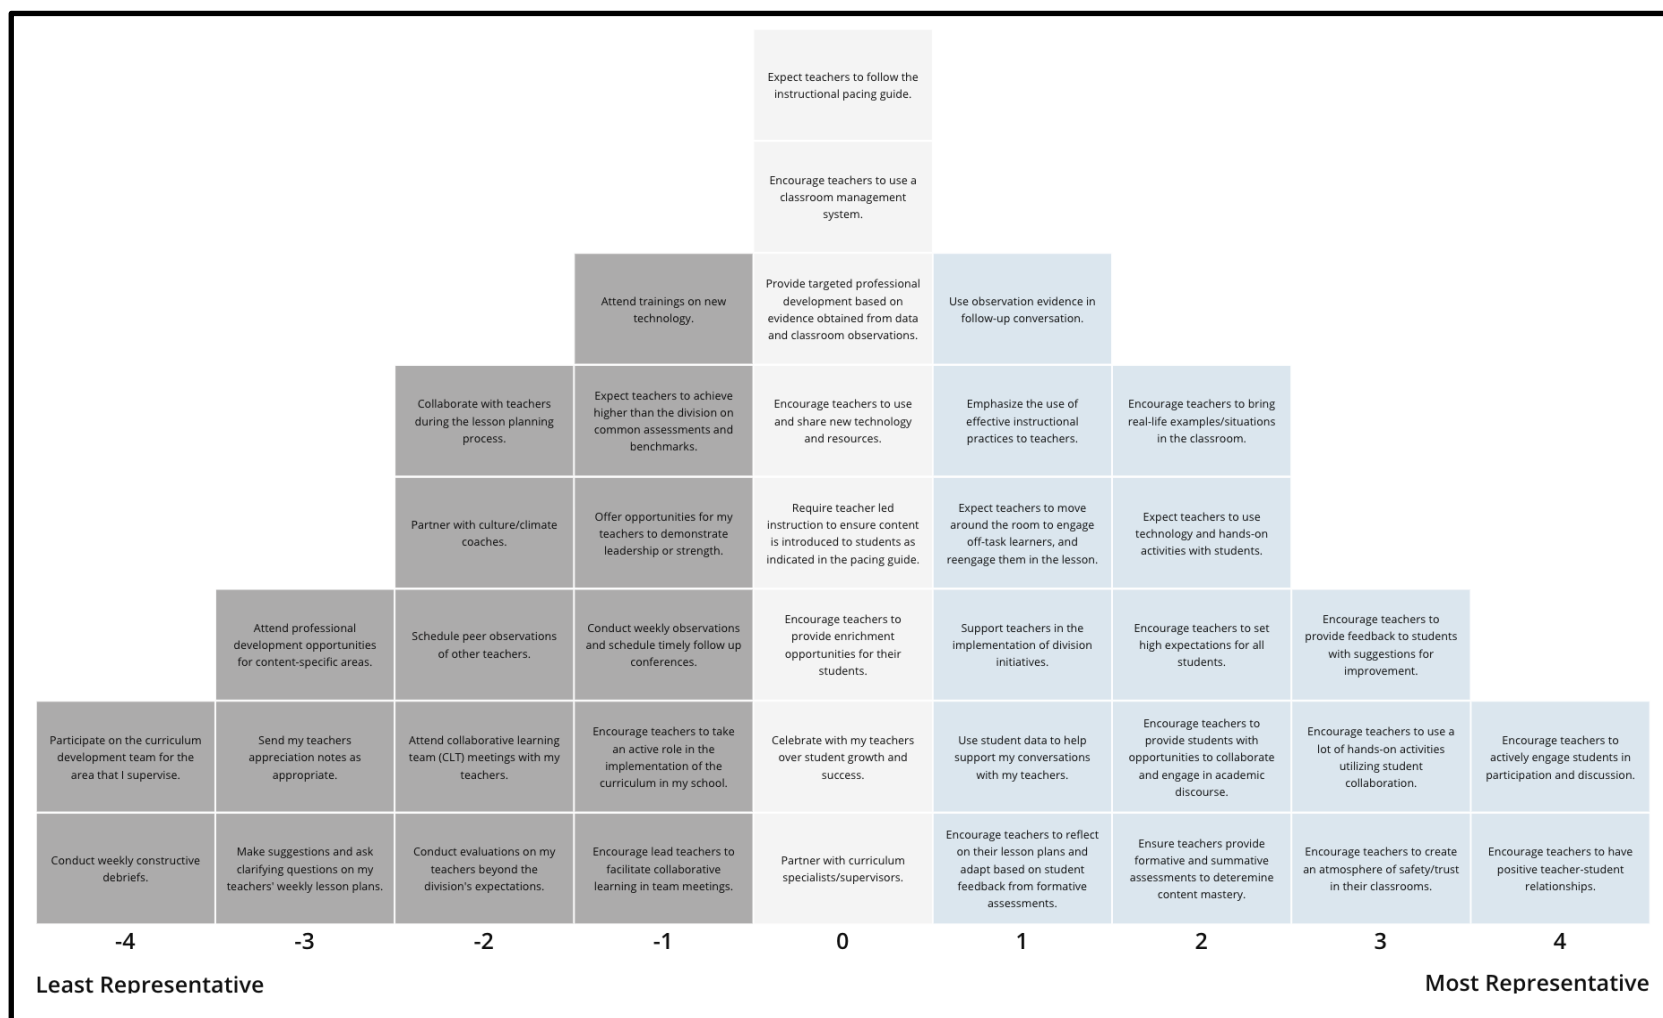 Expect teachers to follow the
instructional pacing guide.
Encourage teachers to use a
classroom management
system.
Attend trainings on new
technology.
Provide targeted professional
development based on
evidence obtained from data
and classroom observations.
Use observation evidence in
follow-up conversation.
Collaborate with teachers
during the lesson planning
process.
Expect teachers to achieve
higher than the division on
common assessments and
benchmarks.
Encourage teachers to use
and share new technology
and resources.
Emphasize the use of
effective instructional
practices to teachers.
Encourage teachers to bring
real-life examples/situations
in the classroom.
Partner with culture/climate
coaches.
Offer opportunities for my
teachers to demonstrate
leadership or strength.
Require teacher led
instruction to ensure content
is introduced to students as
indicated in the pacing guide.
Expect teachers to move
around the room to engage
off-task learners, and
reengage them in the lesson.
Expect teachers to use
technology and hands-on
activities with students.
Attend professional
development opportunities
for content-specific areas.
Schedule peer observations
of other teachers.
Conduct weekly observations
and schedule timely follow up
conferences.
Encourage teachers to
provide enrichment
opportunities for their
students.
Support teachers in the
implementation of division
initiatives.
Encourage teachers to set
high expectations for all
students.
Encourage teachers to
provide feedback to students
with suggestions for
improvement.
Participate on the curriculum
development team for the
area that I supervise.
Send my teachers
appreciation notes as
appropriate.
Attend collaborative learning
team (CLT) meetings with my
teachers.
Encourage teachers to take
an active role in the
implementation of the
curriculum in my school.
Celebrate with my teachers
over student growth and
success.
Use student data to help
support my conversations
with my teachers.
Encourage teachers to
provide students with
opportunities to collaborate
and engage in academic
discourse.
Encourage teachers to use a
lot of hands-on activities
utilizing student
collaboration.
Encourage teachers to
actively engage students in
participation and discussion.
Conduct weekly constructive
debriefs.
Make suggestions and ask
clarifying questions on my
teachers' weekly lesson plans.
Conduct evaluations on my
teachers beyond the
division's expectations.
Encourage lead teachers to
facilitate collaborative
learning in team meetings.
Partner with curriculum
specialists/supervisors.
Encourage teachers to reflect
on their lesson plans and
adapt based on student
feedback from formative
assessments.
Ensure teachers provide
formative and summative
assessments to deteremine
content mastery.
Encourage teachers to create
an atmosphere of safety/trust
in their classrooms.
Encourage teachers to have
positive teacher-student
relationships.
-4 -3 -2 -1 0 1 2 3 4
Least Representative Most Representative